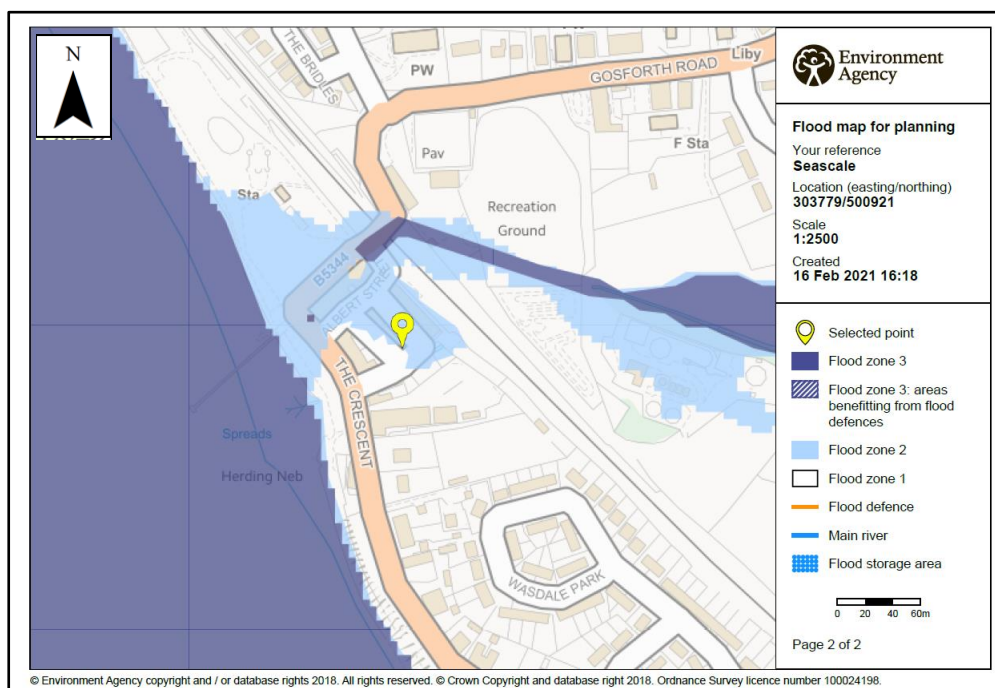 N
THE BRIDLES
PW
Liby
GOSFORTH ROAD
Pav
F Sta
Sta
Recreation
Ground
B5344
ALBERT STREET
THE CRESCENT
Spreads
Herding Neb
WASDALE PARK
Environment
Agency
Flood map for planning
Your reference
Seascale
Location (easting/northing)
303779/500921
Scale
1:2500
Created
16 Feb 2021 16:18
Selected point
Flood zone 3
Flood zone 3: areas
benefitting from flood
defences
Flood zone 2
Flood zone 1
Flood defence
Main river
Flood storage area
0 20 40 60m
Page 2 of 2
© Environment Agency copyright and / or database rights 2018. All rights reserved. © Crown Copyright and database right 2018. Ordnance Survey licence number 100024198.